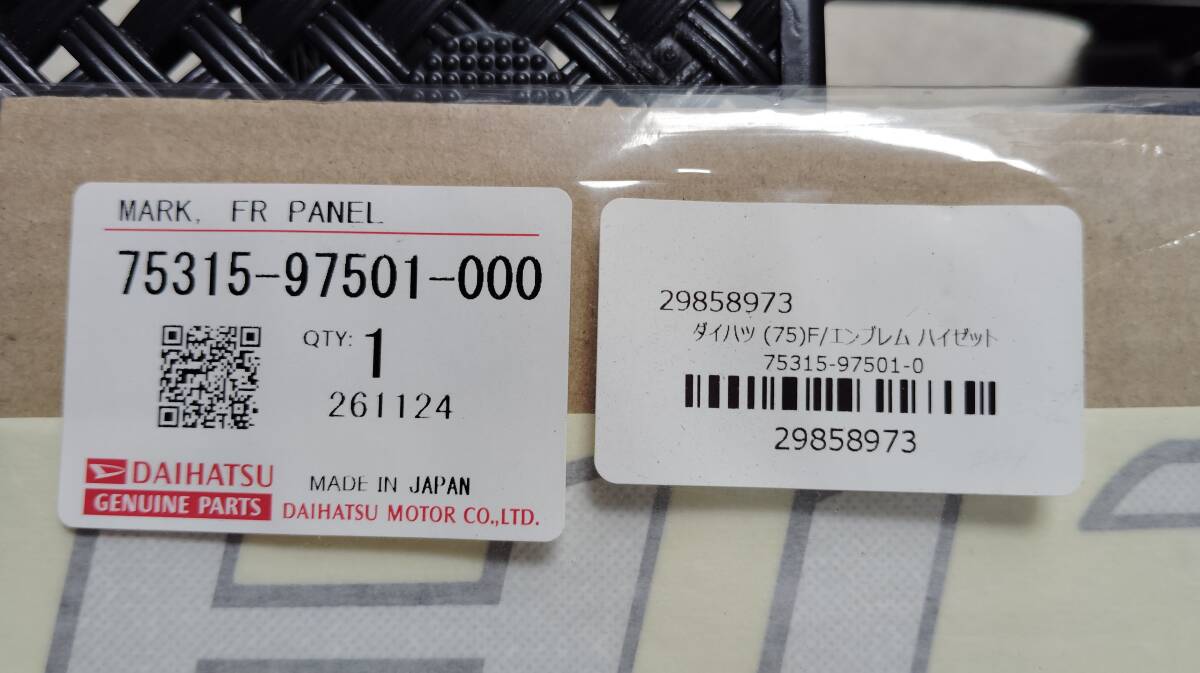 MARK, FR PANEL
75315-97501-000
QTY: 1
261124
DAIHATSU
GENUINE PARTS
MADE IN JAPAN
DAIHATSU MOTOR CO.,LTD.
29858973
ダイハツ (75)F/エンブレム ハイゼット
75315-97501-0
29858973